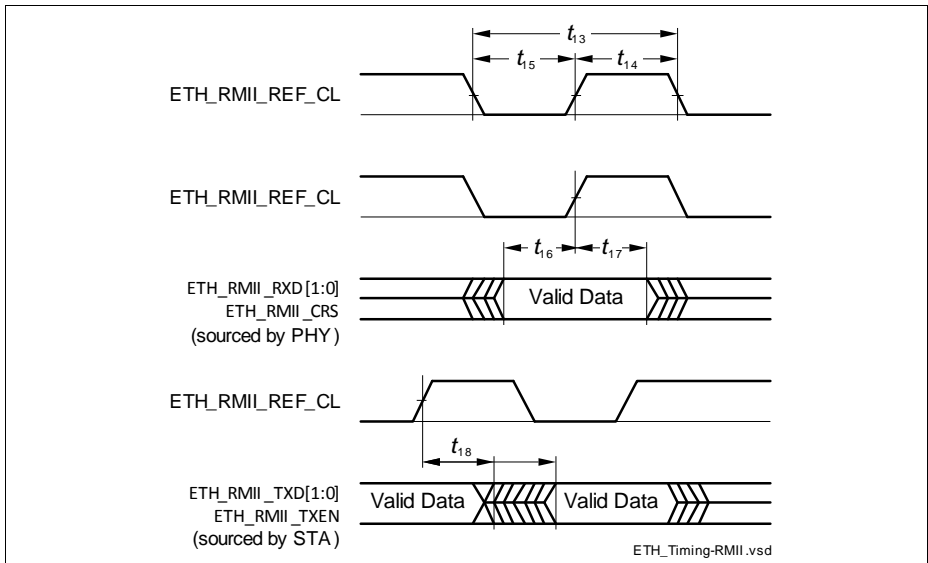 t13
t15 t14
ETH_RMII_REF_CL
ETH_RMII_REF_CL
t16 t17
ETH_RMII_RXD[1:0]
ETH_RMII_CRS
(sourced by PHY)
Valid Data
ETH_RMII_REF_CL
t18
ETH_RMII_TXD[1:0]
ETH_RMII_TXEN
(sourced by STA)
Valid Data Valid Data
ETH_Timing-RMII.vsd